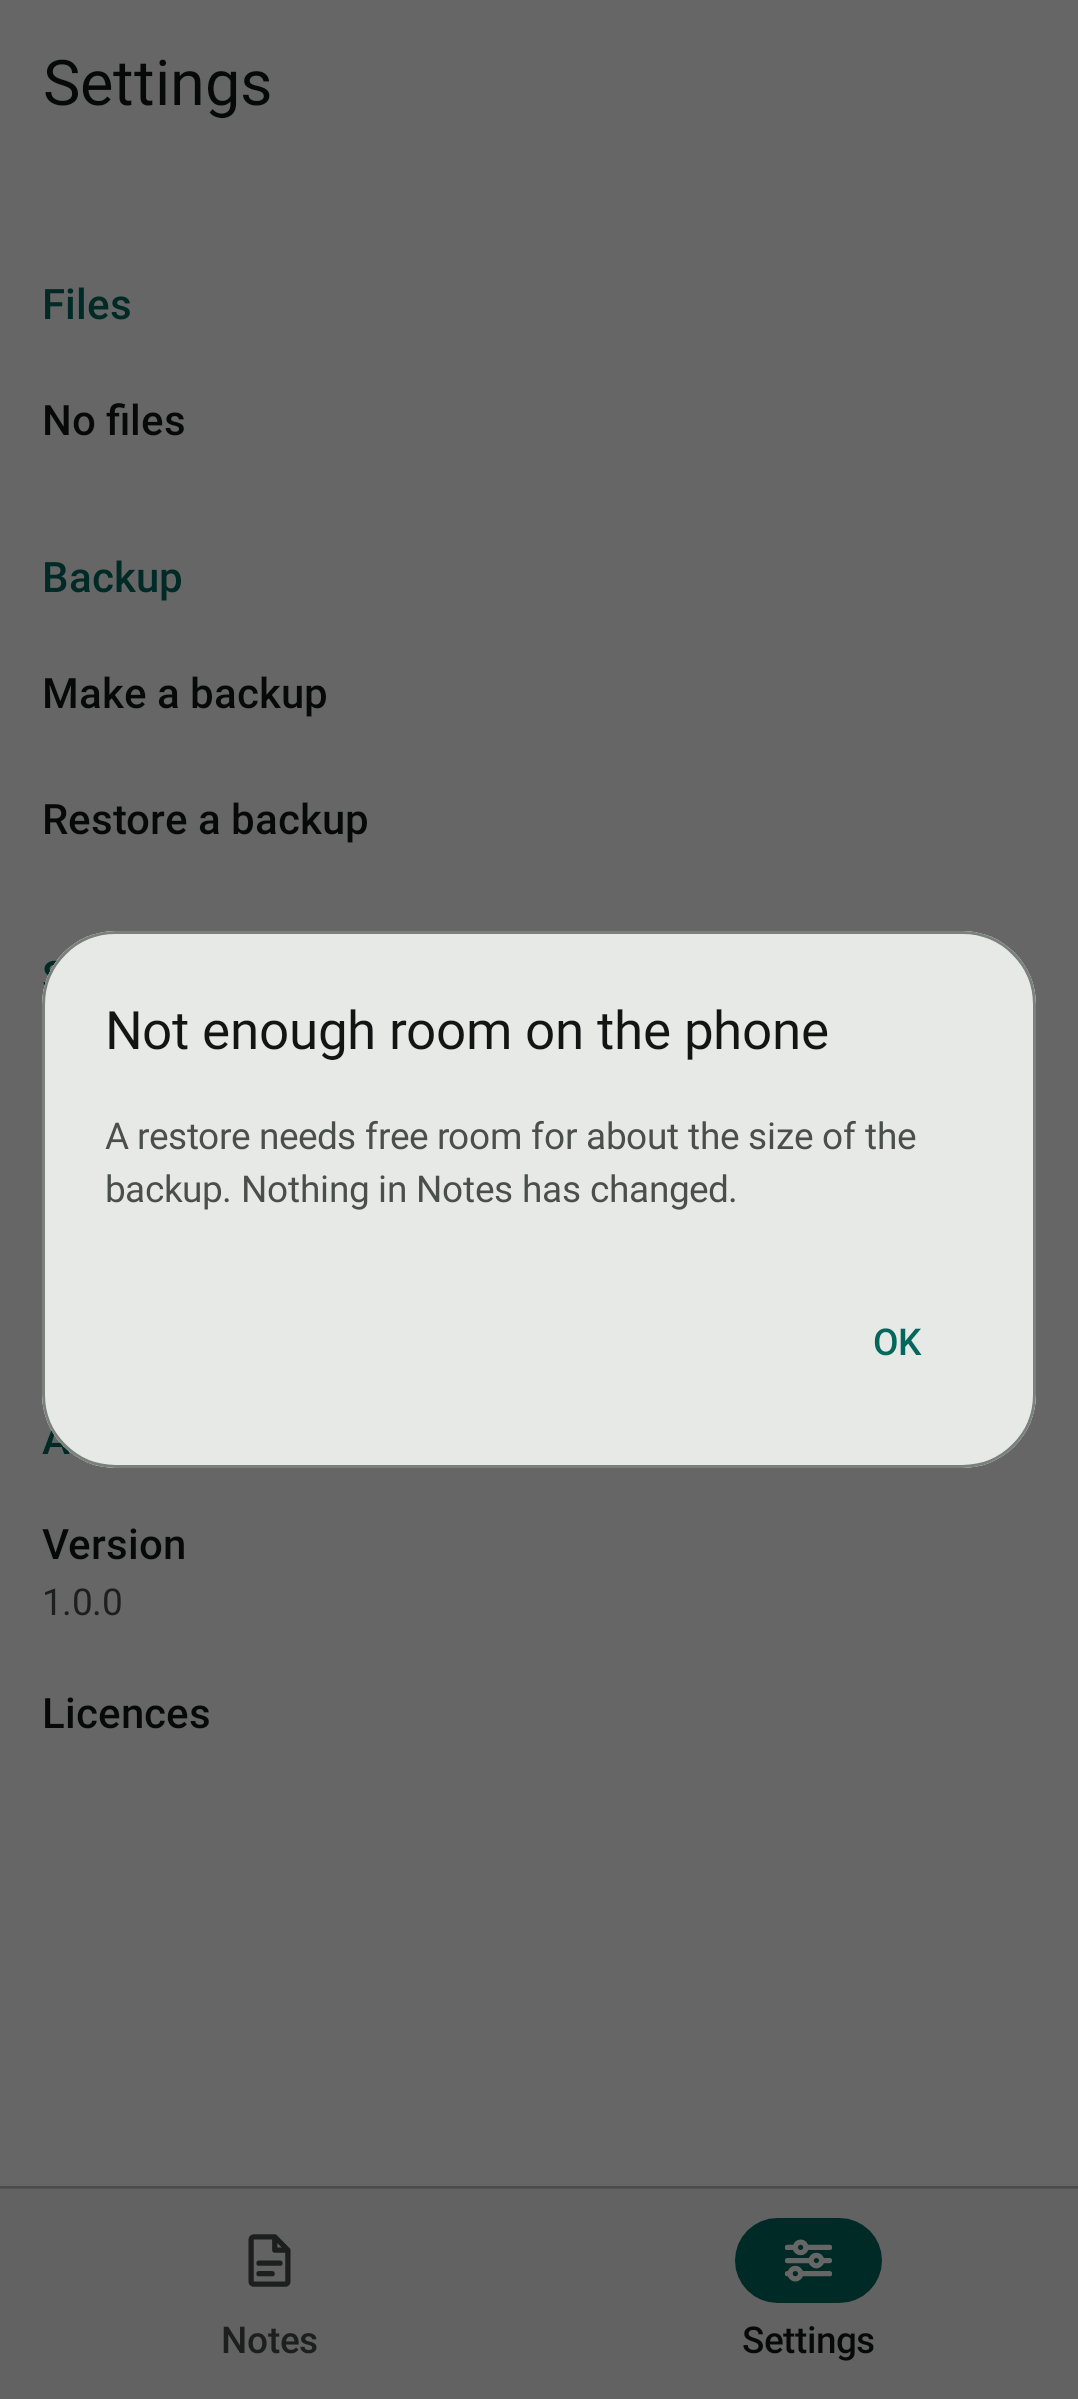 Settings
Files
No files
Backup
Make a backup
Restore a backup
Not enough room on the phone
A restore needs free room for about the size of the
backup. Nothing in Notes has changed.
OK
Version
1.0.0
Licences
Notes
Settings